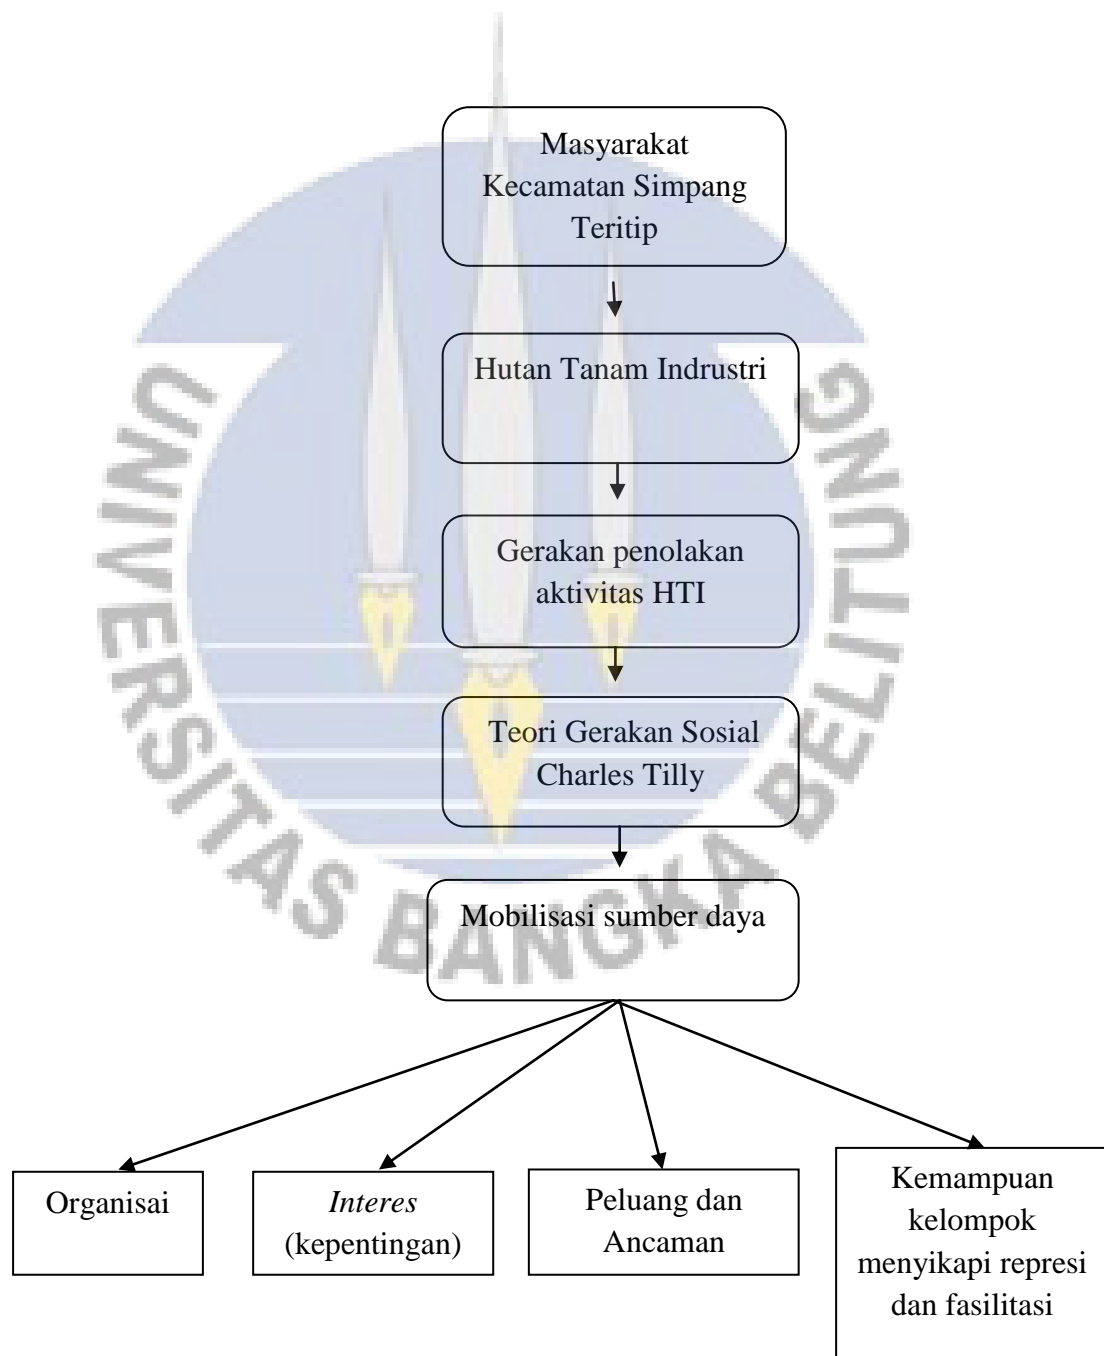 Masyarakat
Kecamatan Simpang
Teritip
Hutan Tanam Indrustri
Gerakan penolakan
aktivitas HTI
Teori Gerakan Sosial
Charles Tilly
Mobilisasi sumber daya
Organisai
Interes
(kepentingan)
Peluang dan
Ancaman
Kemampuan
kelompok
menyikapi represi
dan fasilitasi
UNIVERSITAS BANGKA BELITUNG